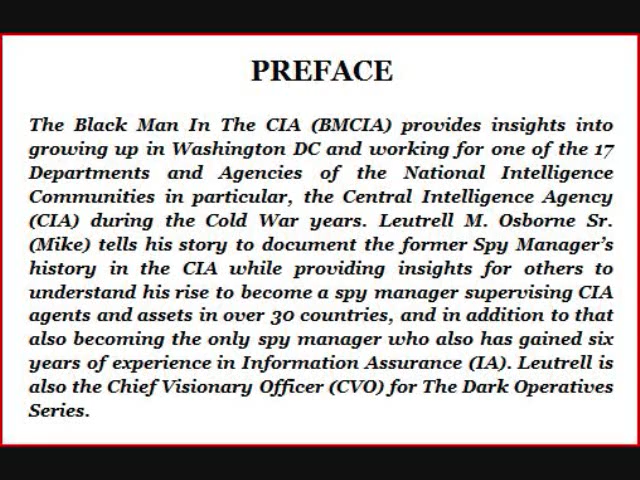 PREFACE
The Black Man In The CIA (BMCIA) provides insights into
growing up in Washington DC and working for one of the 17
Departments and Agencies of the National Intelligence
Communities in particular, the Central Intelligence Agency
(CIA) during the Cold War years. Leutrell M. Osborne Sr.
(Mike) tells his story to document the former Spy Manager's
history in the CIA while providing insights for others to
understand his rise to become a spy manager supervising CIA
agents and assets in over 30 countries, and in addition to that
also becoming the only spy manager who also has gained six
years of experience in Information Assurance (IA). Leutrell is
also the Chief Visionary Officer (CVO) for The Dark Operatives
Series.